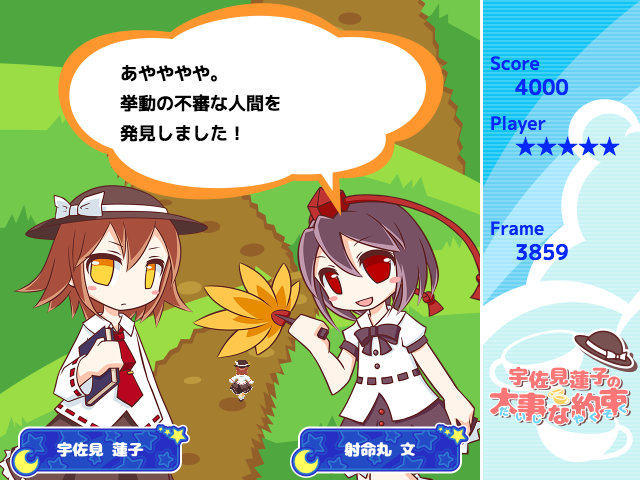 あややややや。
挙動の不審な人間を
発見しました！
宇佐見 蓮子
射命丸 文
Score
4000
Player
★★★★★
Frame
3859
宇佐見蓮子の
大事な約束